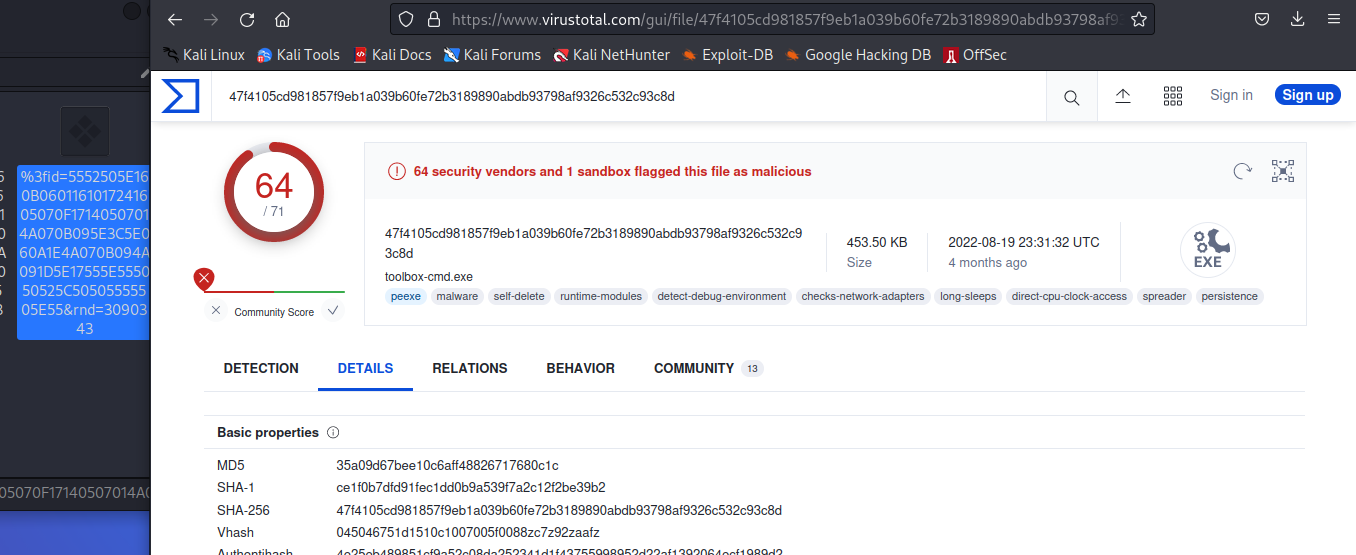 https://www.virustotal.com/gui/file/47f4105cd981857f9eb1a039b60fe72b3189890abdb93798af9
Kali Linux Kali Tools Kali Docs Kali Forums Kali NetHunter Exploit-DB Google Hacking DB OffSec
47f4105cd981857f9eb1a039b60fe72b3189890abdb93798af9326c532c93c8d Sign in Sign up
%3fid=5552505E16
0B06011610172416
05070F1714050701
4A070B095E3C5E0
60A1E4A070B094A
091D5E17555E5550
50525C505055555
05E55&rnd=30903
43
05070F17140507014A0
64
/ 71
Community Score
64 security vendors and 1 sandbox flagged this file as malicious
47f4105cd981857f9eb1a039b60fe72b3189890abdb93798af9326c532c9
3c8d
toolbox-cmd.exe
453.50 KB
Size
2022-08-19 23:31:32 UTC
4 months ago
EXE
peexe malware self-delete runtime-modules detect-debug-environment checks-network-adapters long-sleeps direct-cpu-clock-access spreader persistence
DETECTION DETAILS RELATIONS BEHAVIOR COMMUNITY 13
Basic properties
MD5 35a09d67bee10c6aff48826717680c1c
SHA-1 ce1f0b7dfd91fec1dd0b9a539f7a2c12f2be39b2
SHA-256 47f4105cd981857f9eb1a039b60fe72b3189890abdb93798af9326c532c93c8d
Vhash 045046751d1510c1007005f0088zc7z92zaafz
Authentihash